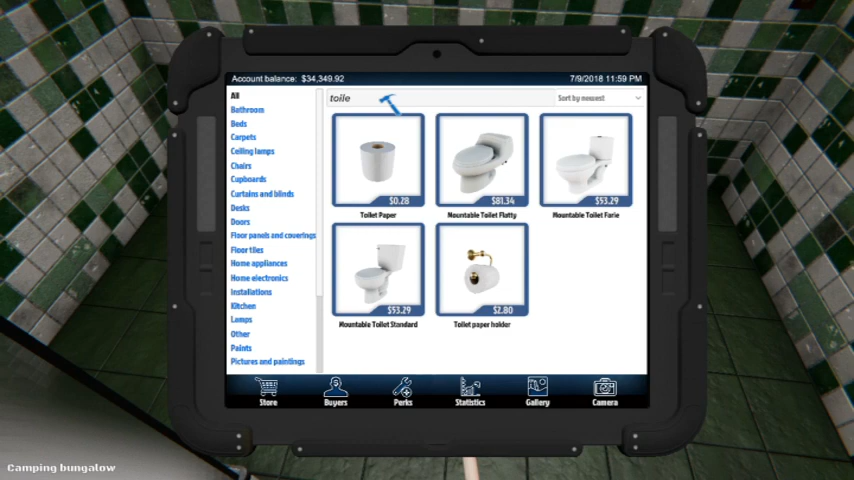 Account balance: $34,349.92
7/9/2018 11:59 PM
All
Bathroom
Beds
Carpets
Ceiling lamps
Chairs
Cupboards
Curtains and blinds
Desks
Doors
Floor panels and coverings
Floor tiles
Home appliances
Home electronics
Installations
Kitchen
Lamps
Other
Paints
Pictures and paintings
toile
Sort by newest
$0.28
$81.34
$53.29
Toilet Paper
Mountable Toilet Flatty
Mountable Toilet Farie
$53.29
$2.80
Mountable Toilet Standard
Toilet paper holder
Store
Buyers
Perks
Statistics
Gallery
Camera
Camping bungalow